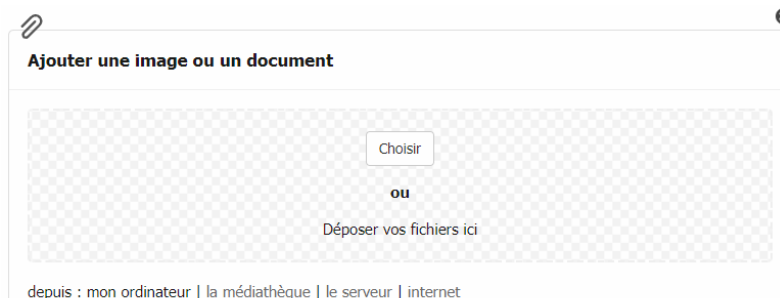 Ajouter une image ou un document
Choisir
ou
Déposer vos fichiers ici
depuis : mon ordinateur | la médiathèque | le serveur | internet